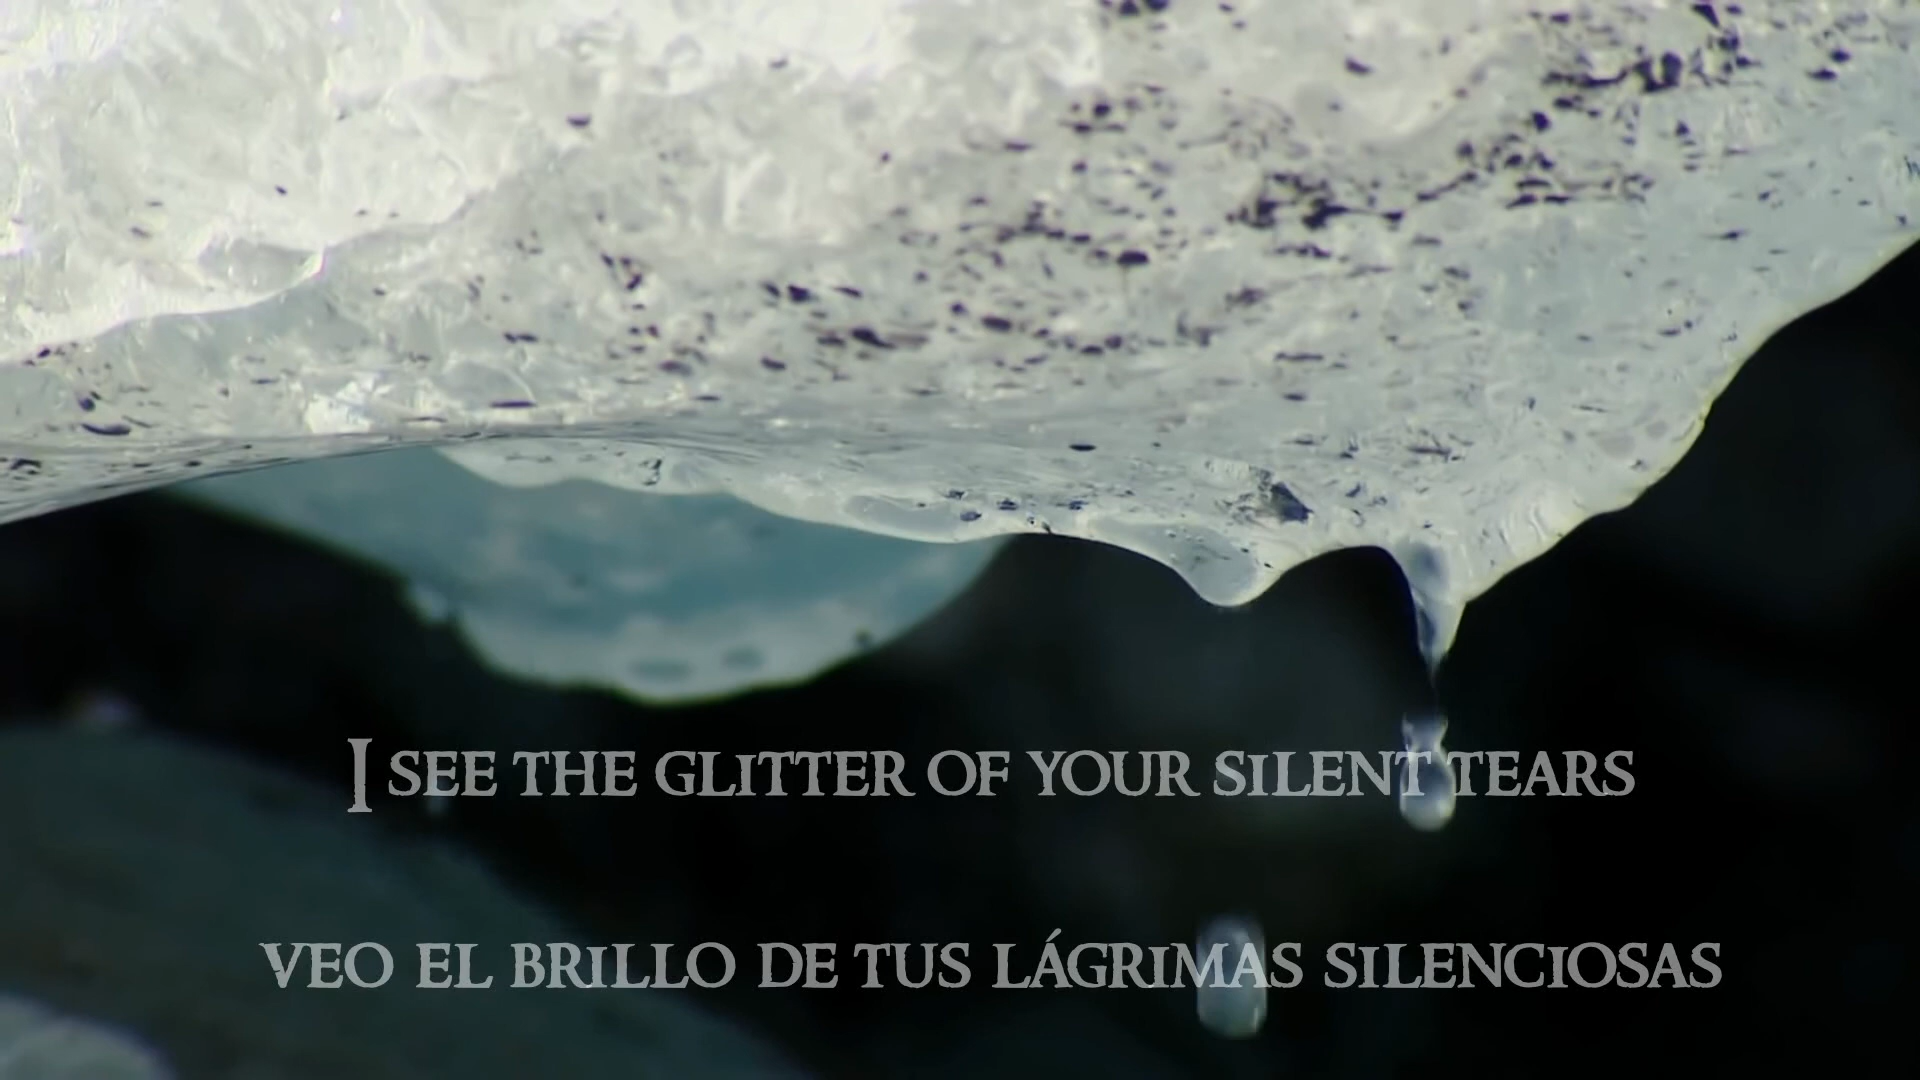 I SEE THE GLITTER OF YOUR SILENT TEARS
VEO EL BRILLO DE TUS LÁGRIMAS SILENCIOSAS